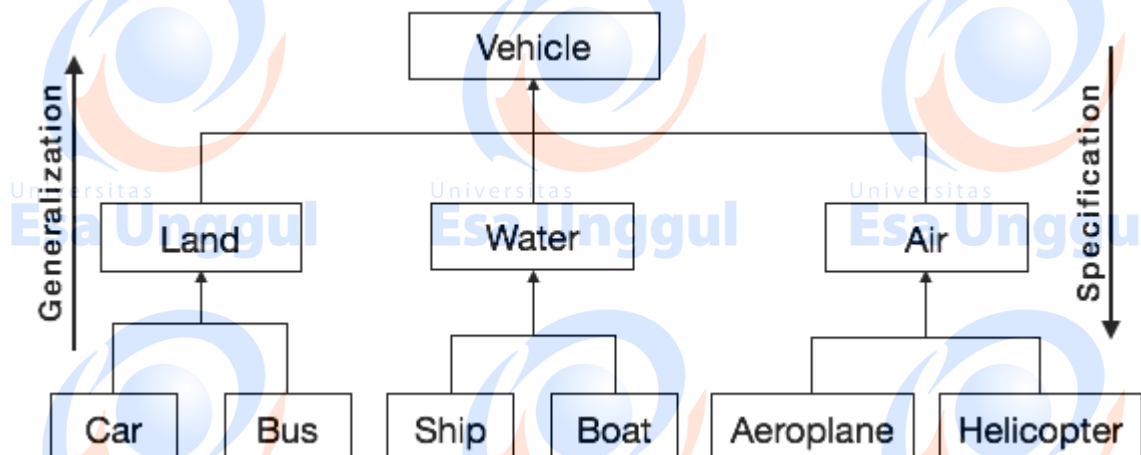 Vehicle
Generalization
Specification
Universitas
Esa Unggul
Universitas
Esa Unggul
Universitas
Esa Unggul
Land
Water
Air
Car
Bus
Ship
Boat
Aeroplane
Helicopter